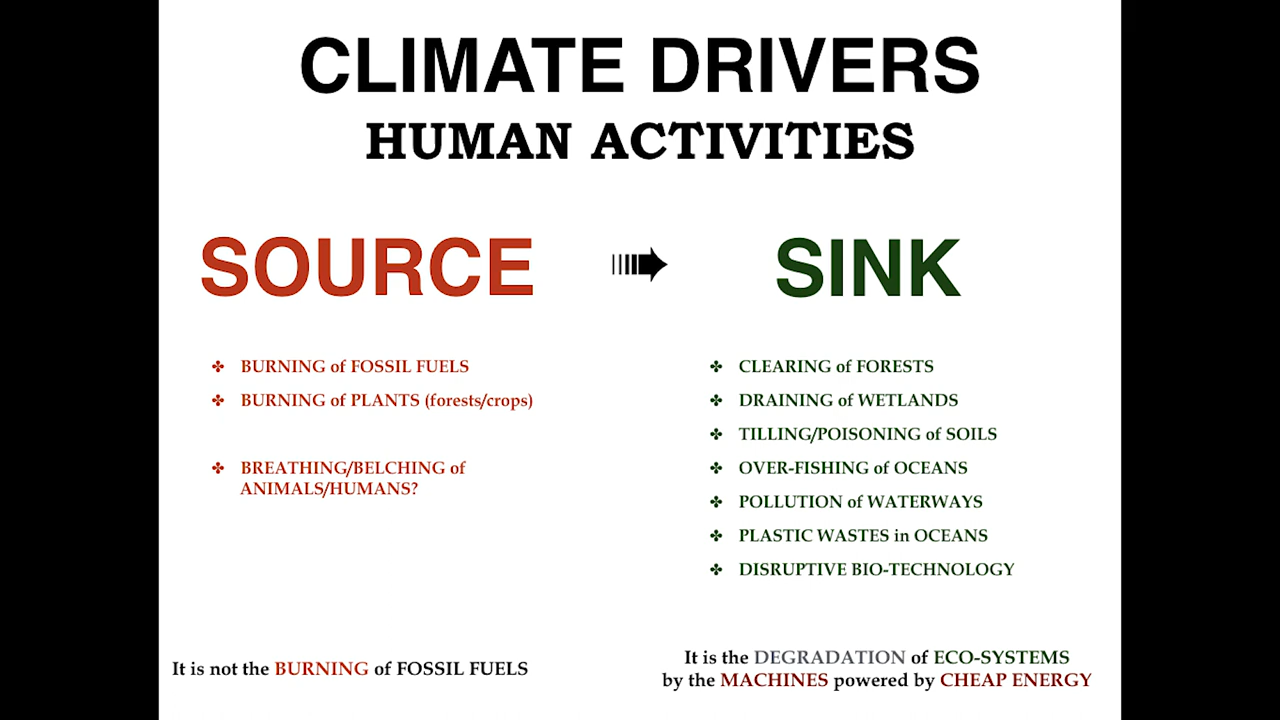 CLIMATE DRIVERS
HUMAN ACTIVITIES
SOURCE
BURNING of FOSSIL FUELS
BURNING of PLANTS (forests/crops)
BREATHING/BELCHING of
ANIMALS/HUMANS?
It is not the BURNING of FOSSIL FUELS
SINK
CLEARING of FORESTS
DRAINING of WETLANDS
TILLING/POISONING of SOILS
OVER-FISHING of OCEANS
POLLUTION of WATERWAYS
PLASTIC WASTES in OCEANS
DISRUPTIVE BIO-TECHNOLOGY
It is the DEGRADATION of ECO-SYSTEMS
by the MACHINES powered by CHEAP ENERGY